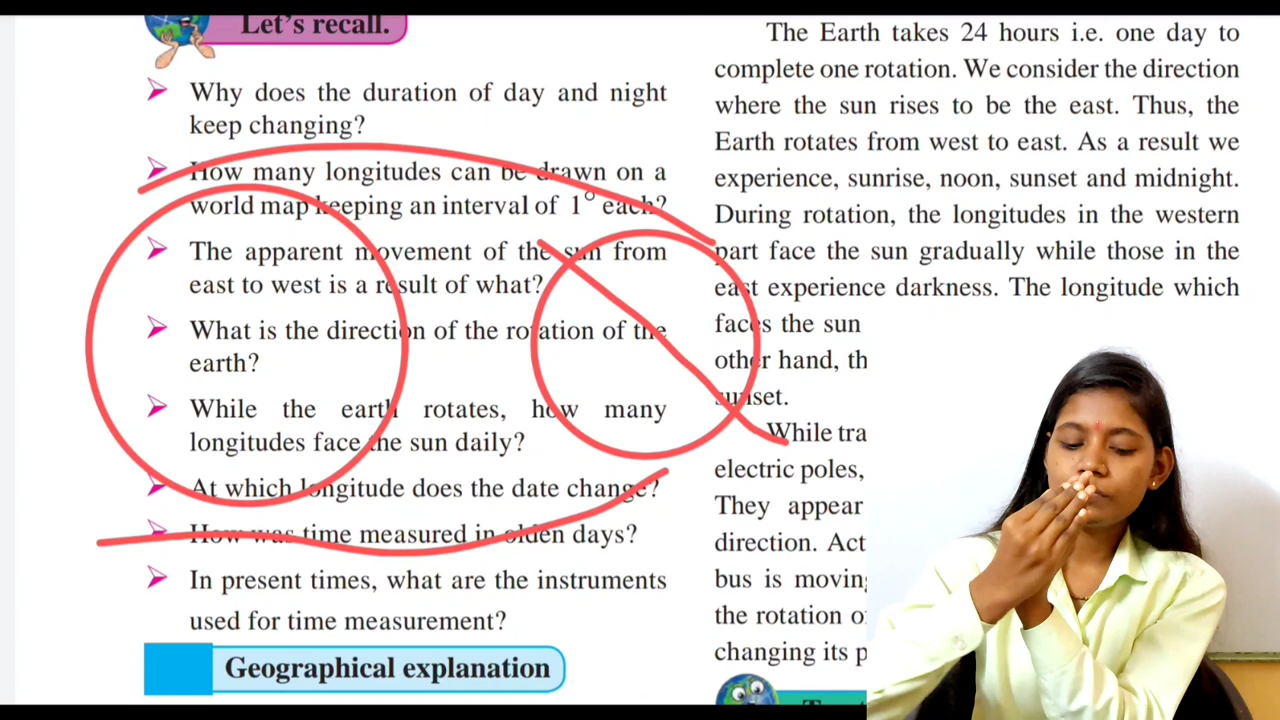 Let's recall.
Why does the duration of day and night
keep changing?
How many longitudes can be drawn on a
world map keeping an interval of 1° each?
The apparent movement of the sun from
east to west is a result of what?
What is the direction of the rotation of the
earth?
While the earth rotates, how many
longitudes face the sun daily?
At which longitude does the date change?
How was time measured in olden days?
In present times, what are the instruments
used for time measurement?
Geographical explanation
The Earth takes 24 hours i.e. one day to
complete one rotation. We consider the direction
where the sun rises to be the east. Thus, the
Earth rotates from west to east. As a result we
experience, sunrise, noon, sunset and midnight.
During rotation, the longitudes in the western
part face the sun gradually while those in the
east experience darkness. The longitude which
faces the sun
other hand, th
sunset.
While tra
electric poles,
They appear
direction. Act
bus is moving
the rotation o
changing its p